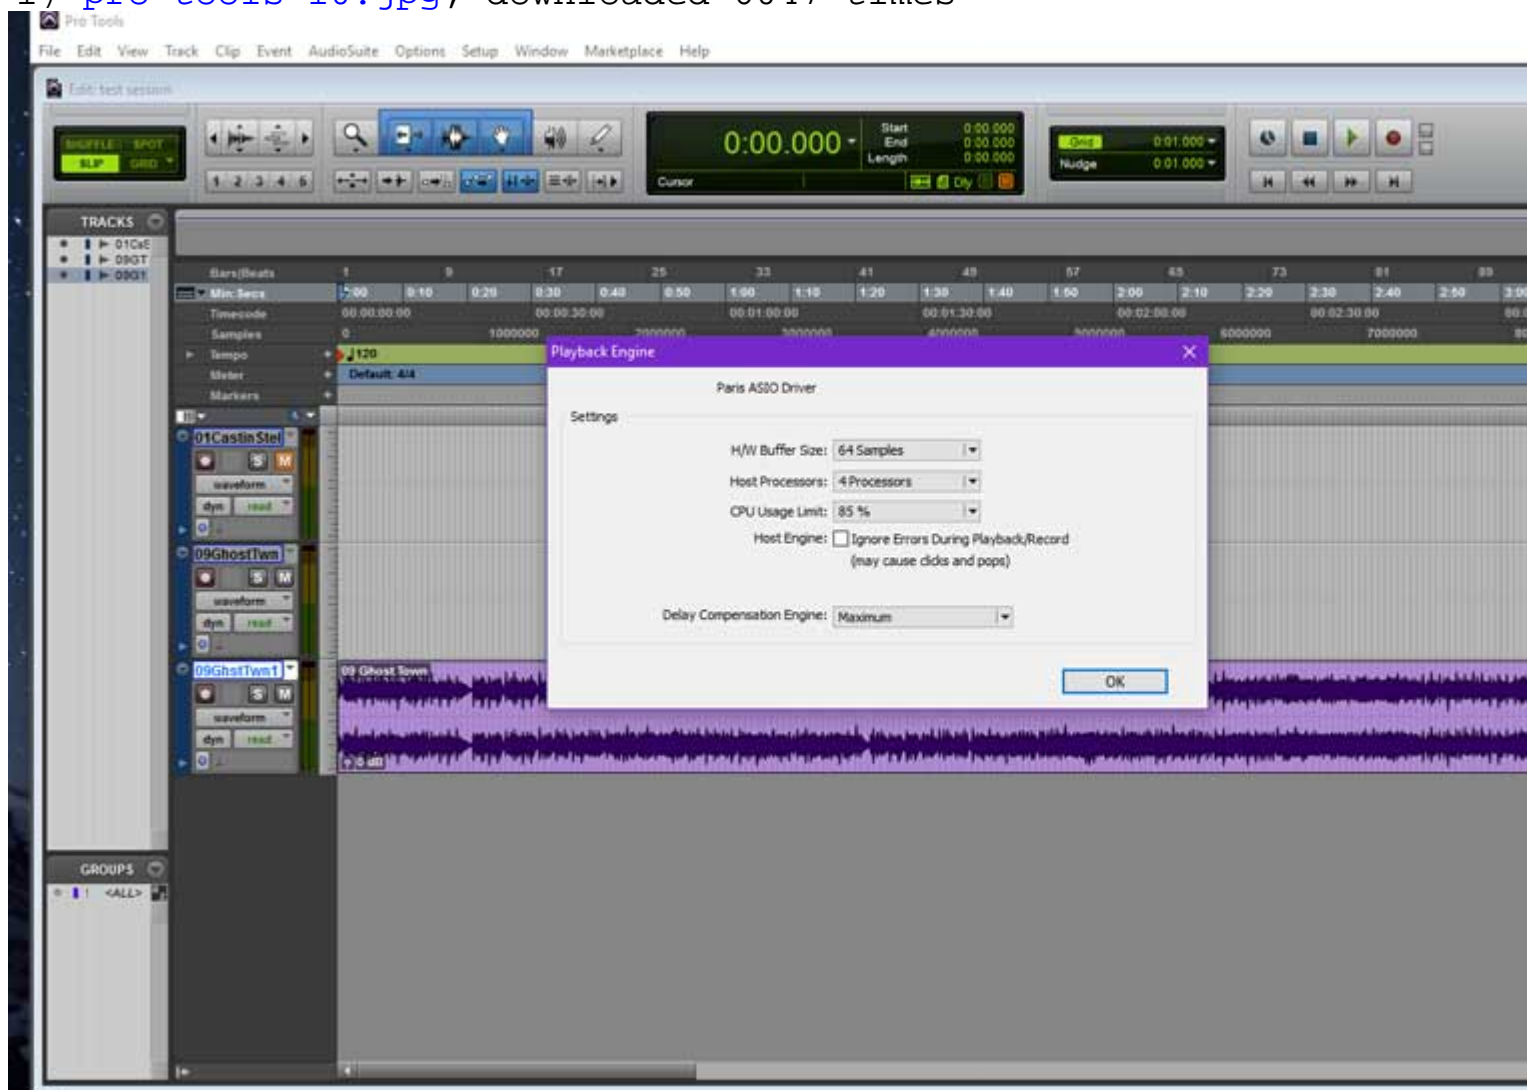 Pro Tools
File Edit View Track Clip Event AudioSuite Options Setup Window Marketplace Help
Edit: test session
SHUFFLE SPOT
SLIP GRID
1 2 3 4 5
0:00.000
Start 0:00.000
End 0:00.000
Length 0:00.000
Cursor
Dly
Grid 0:01.000
Nudge 0:01.000
TRACKS
01CsS
09GT
09G1
Bars|Beats 1 9 17 25 33 41 49 57 65 73 81 89
Min:Secs 0:00 0:10 0:20 0:30 0:40 0:50 1:00 1:10 1:20 1:30 1:40 1:50 2:00 2:10 2:20 2:30 2:40 2:50 3:00
Timecode 00:00:00:00 00:00:30:00 00:01:00:00 00:01:30:00 00:02:00:00 00:02:30:00
Samples 0 1000000 2000000 3000000 4000000 5000000 6000000 7000000
Tempo 120
Meter Default: 4/4
Markers
Playback Engine
Paris ASIO Driver
Settings
H/W Buffer Size: 64 Samples
Host Processors: 4 Processors
CPU Usage Limit: 85 %
Host Engine: Ignore Errors During Playback/Record
(may cause clicks and pops)
Delay Compensation Engine: Maximum
OK
01CastinStel
S M
waveform
dyn read
09GhostTwn
S M
waveform
dyn read
09GhstTwn1
S M
waveform
dyn read
09 Ghost Town
0 dB
GROUPS
! <ALL>